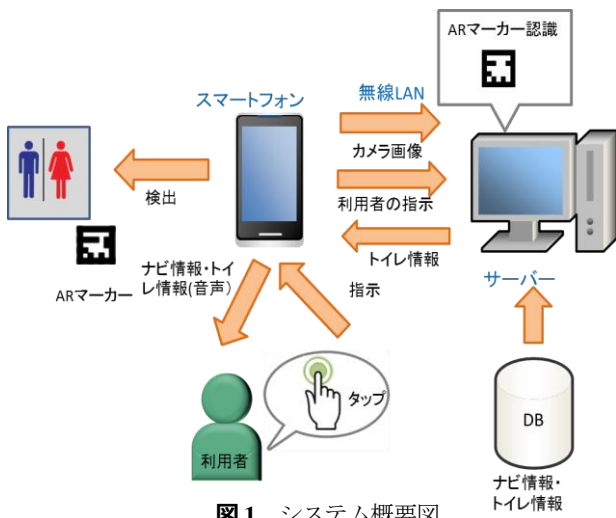 ARマーカー認識
スマートフォン
無線LAN
カメラ画像
検出
利用者の指示
トイレ情報
サーバー
ARマーカー
ナビ情報・トイ
レ情報(音声)
指示
タップ
利用者
DB
ナビ情報・
トイレ情報
図1 システム概要図